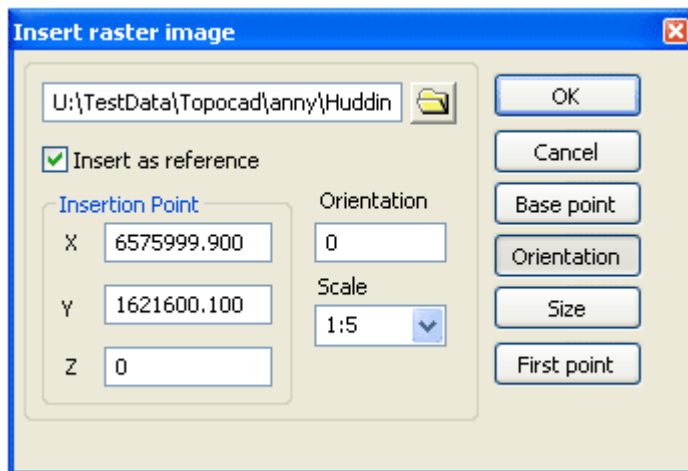 Insert raster image
U:\TestData\Topocad\anny\Huddin
OK
Insert as reference
Cancel
Insertion Point
Orientation
Base point
X 6575999.900
0
Orientation
Scale
Y 1621600.100
1:5
Size
Z 0
First point